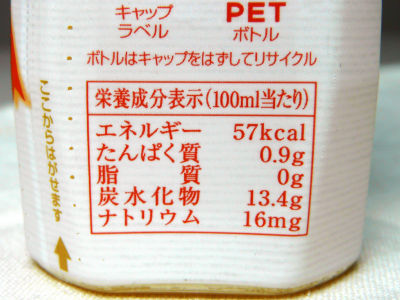 キャップ
ラベル
PET
ボトル
ボトルはキャップをはずしてリサイクル
ここからはがせます
栄養成分表示(100ml当たり)
エネルギー 57kcal
たんぱく質 0.9g
脂質 0g
炭水化物 13.4g
ナトリウム 16mg